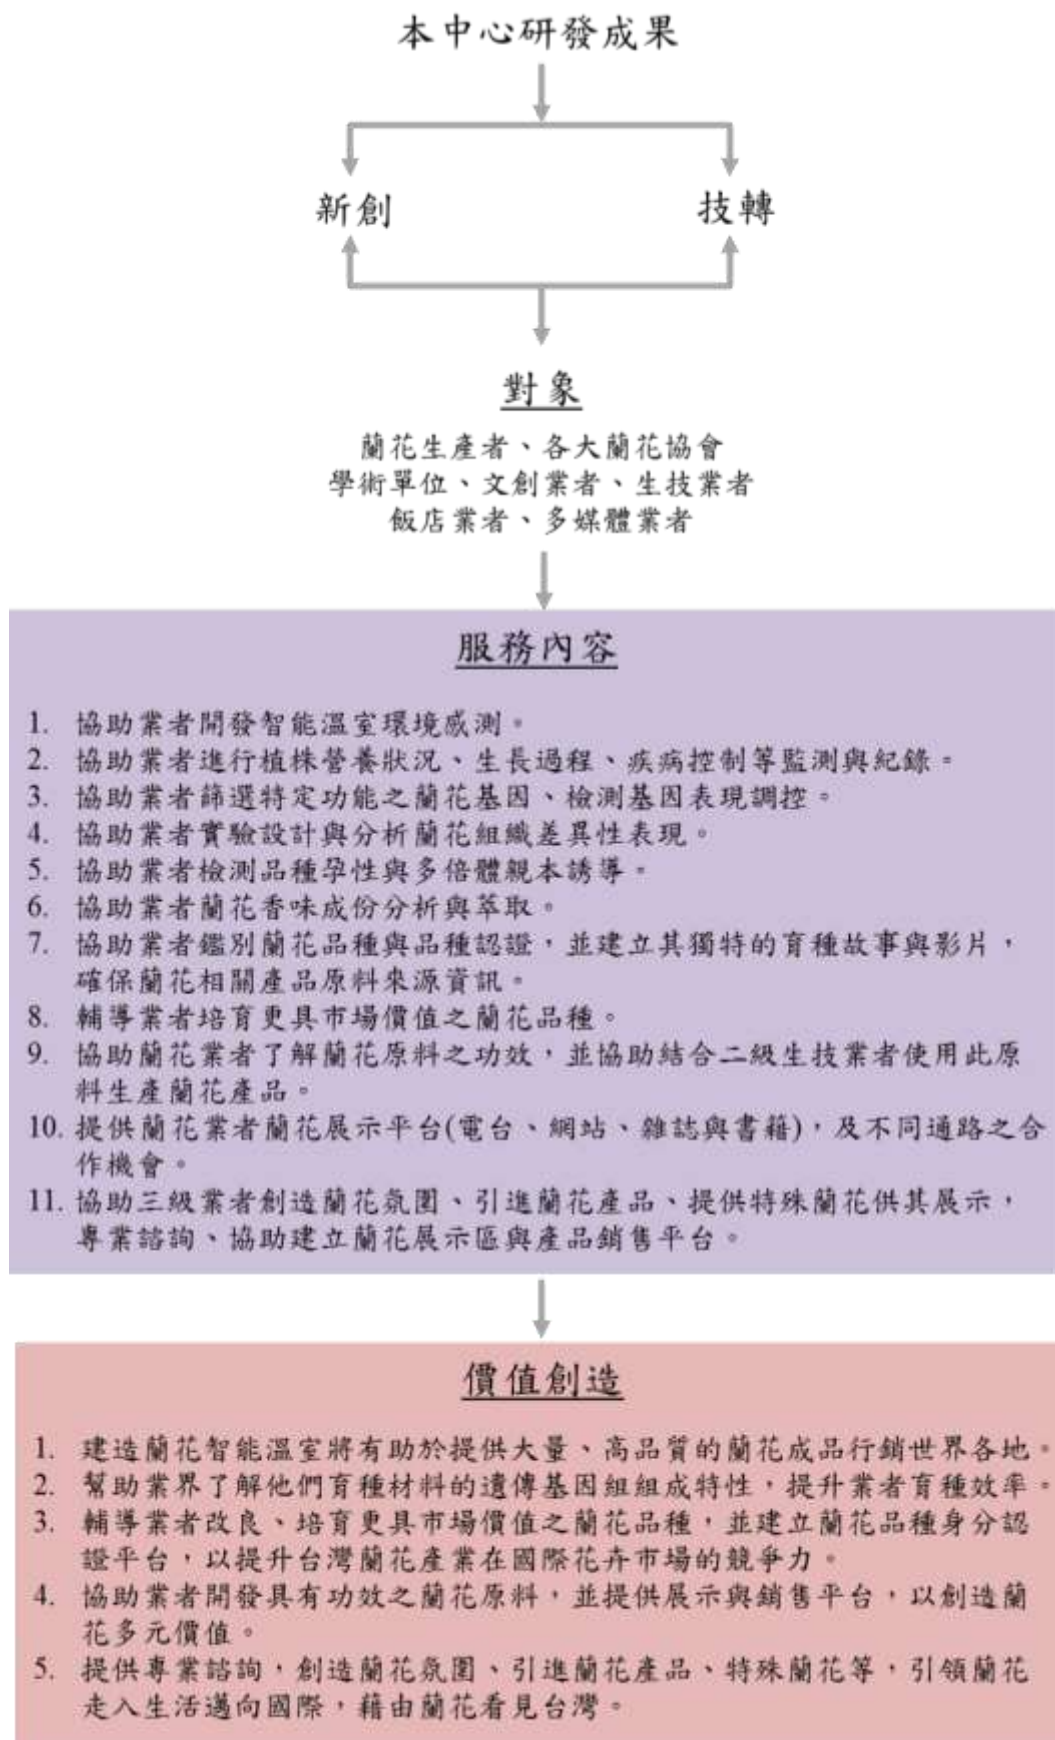 本中心研發成果
新創
技轉
對象
蘭花生產者、各大蘭花協會
學術單位、文創業者、生技業者
飯店業者、多媒體業者
服務內容
1. 協助業者開發智能溫室環境感測。
2. 協助業者進行植株營養狀況、生長過程、疾病控制等監測與紀錄。
3. 協助業者篩選特定功能之蘭花基因、檢測基因表現調控。
4. 協助業者實驗設計與分析蘭花組織差異性表現。
5. 協助業者檢測品種孕性與多倍體親本誘導。
6. 協助業者蘭花香味成份分析與萃取。
7. 協助業者鑑別蘭花品種與品種認證，並建立其獨特的育種故事與影片，
確保蘭花相關產品原料來源資訊。
8. 輔導業者培育更具市場價值之蘭花品種。
9. 協助蘭花業者了解蘭花原料之功效，並協助結合二級生技業者使用此原
料生產蘭花產品。
10. 提供蘭花業者蘭花展示平台(電台、網站、雜誌與書籍)，及不同通路之合
作機會。
11. 協助三級業者創造蘭花氛圍、引進蘭花產品、提供特殊蘭花供其展示，
專業諮詢、協助建立蘭花展示區與產品銷售平台。
價值創造
1. 建造蘭花智能溫室將有助於提供大量、高品質的蘭花成品行銷世界各地。
2. 幫助業界了解他們育種材料的遺傳基因組組成特性，提升業者育種效率。
3. 輔導業者改良、培育更具市場價值之蘭花品種，並建立蘭花品種身分認
證平台，以提升台灣蘭花產業在國際花卉市場的競爭力。
4. 協助業者開發具有功效之蘭花原料，並提供展示與銷售平台，以創造蘭
花多元價值。
5. 提供專業諮詢，創造蘭花氛圍、引進蘭花產品、特殊蘭花等，引領蘭花
走入生活邁向國際，藉由蘭花看見台灣。